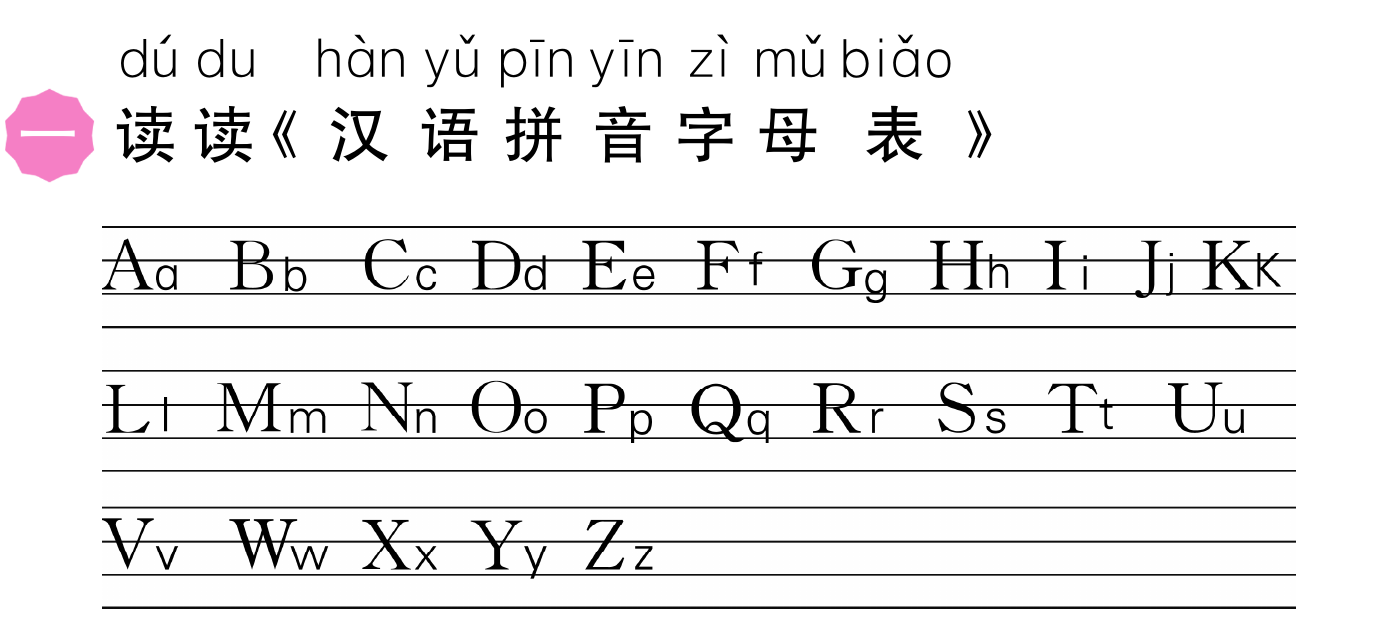 dú du hàn yǔ pīn yīn zì mǔ biǎo
一 读读《汉语拼音字母表》
Aa Bb Cc Dd Ee Ff Gg Hh Ii Jj KK
Ll Mm Nn Oo Pp Qq Rr Ss Tt Uu
Vv Ww Xx Yy Zz